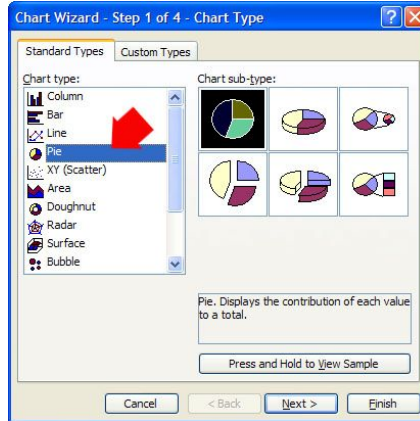 Chart Wizard - Step 1 of 4 - Chart Type
Standard Types Custom Types
Chart type:
Column
Bar
Line
Pie
XY (Scatter)
Area
Doughnut
Radar
Surface
Bubble
Chart sub-type:
Pie. Displays the contribution of each value
to a total.
Press and Hold to View Sample
Cancel < Back Next > Finish